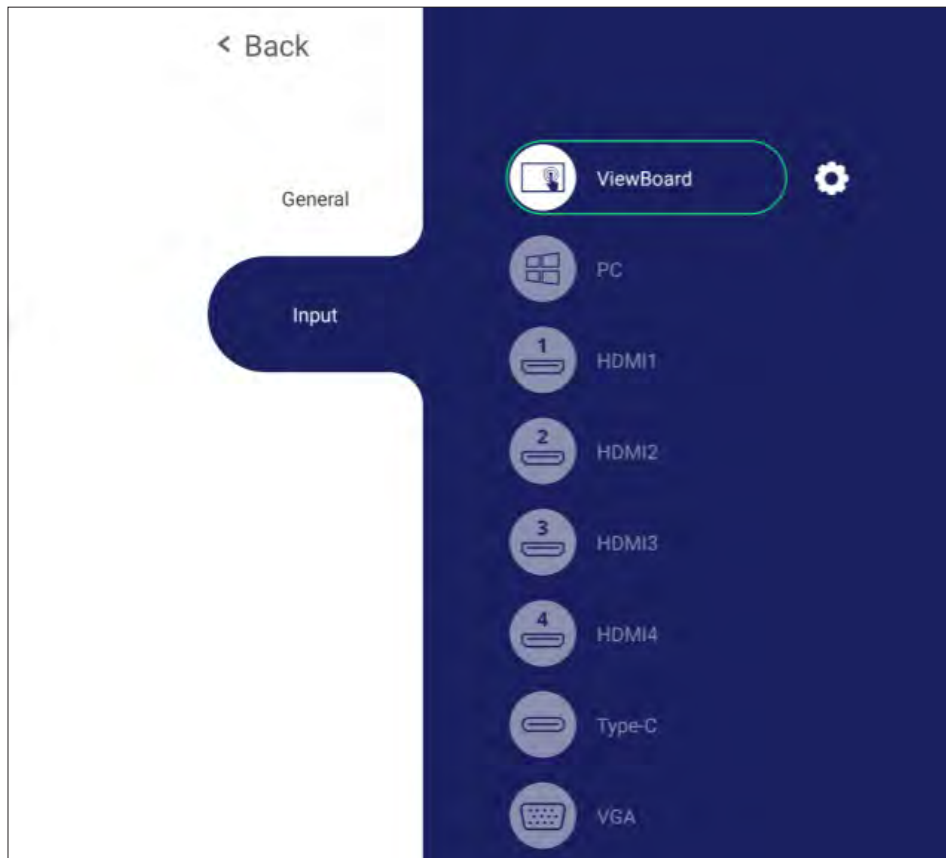 < Back
General
Input
ViewBoard
PC
1
HDMI1
2
HDMI2
3
HDMI3
4
HDMI4
Type-C
VGA